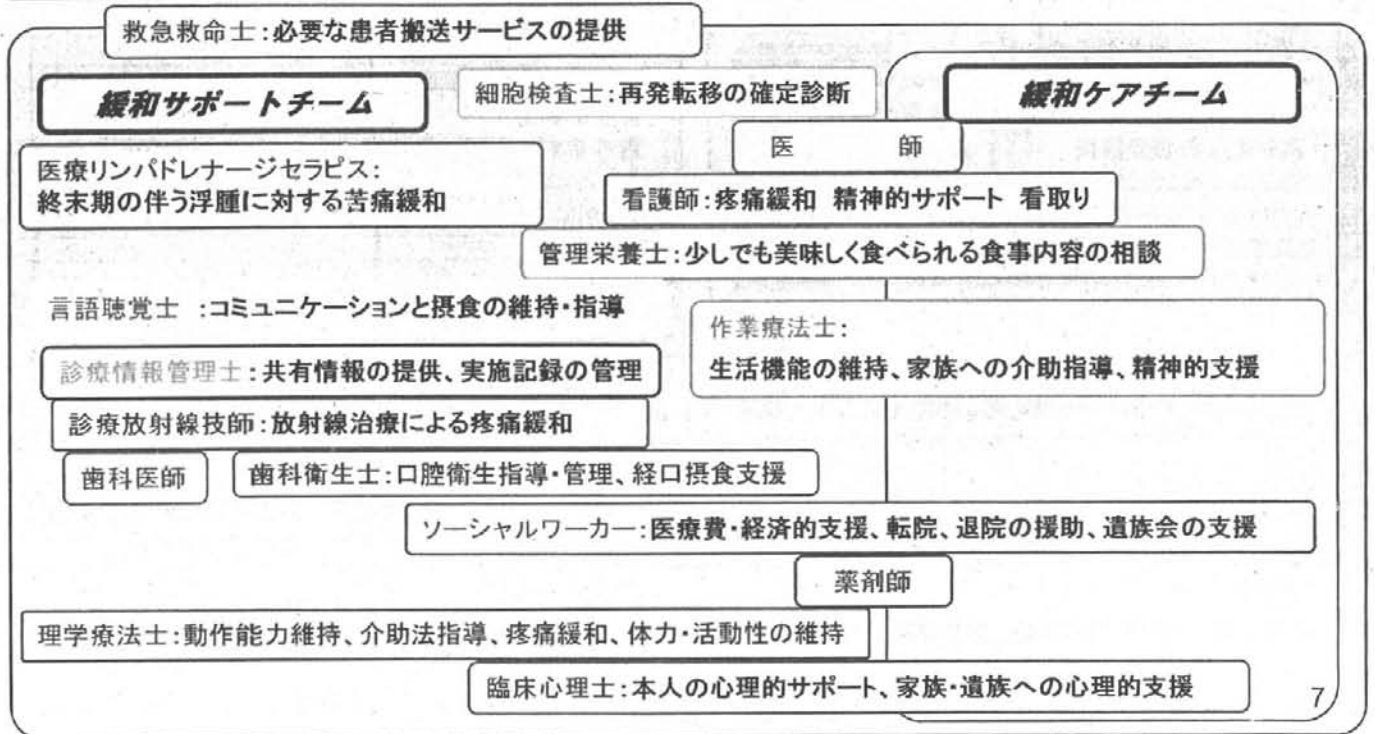 救急救命士:必要な患者搬送サービスの提供
緩和サポートチーム
細胞検査士:再発転移の確定診断
緩和ケアチーム
医　　　師
医療リンパドレナージセラピス:
終末期の伴う浮腫に対する苦痛緩和
看護師:疼痛緩和 精神的サポート 看取り
管理栄養士:少しでも美味しく食べられる食事内容の相談
言語聴覚士 :コミュニケーションと摂食の維持・指導
作業療法士:
生活機能の維持、家族への介助指導、精神的支援
診療情報管理士:共有情報の提供、実施記録の管理
診療放射線技師:放射線治療による疼痛緩和
歯科医師
歯科衛生士:口腔衛生指導・管理、経口摂食支援
ソーシャルワーカー:医療費・経済的支援、転院、退院の援助、遺族会の支援
薬剤師
理学療法士:動作能力維持、介助法指導、疼痛緩和、体力・活動性の維持
臨床心理士:本人の心理的サポート、家族・遺族への心理的支援
7